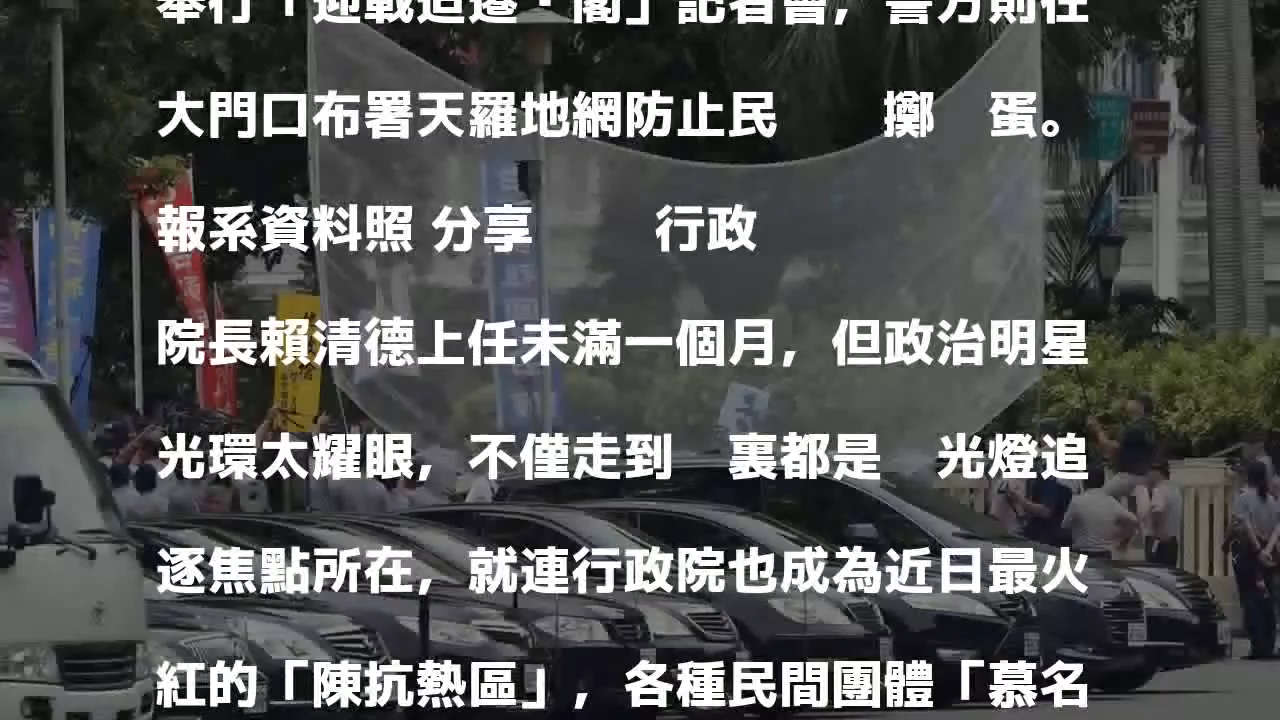 大門口布署天羅地網防止民　　擲　蛋。
報系資料照 分享　　行政
院長賴清德上任未滿一個月，但政治明星
光環太耀眼，不僅走到　裏都是　光燈追
逐焦點所在，就連行政院也成為近日最火
紅的「陳抗熱區」，各種民間團體「慕名